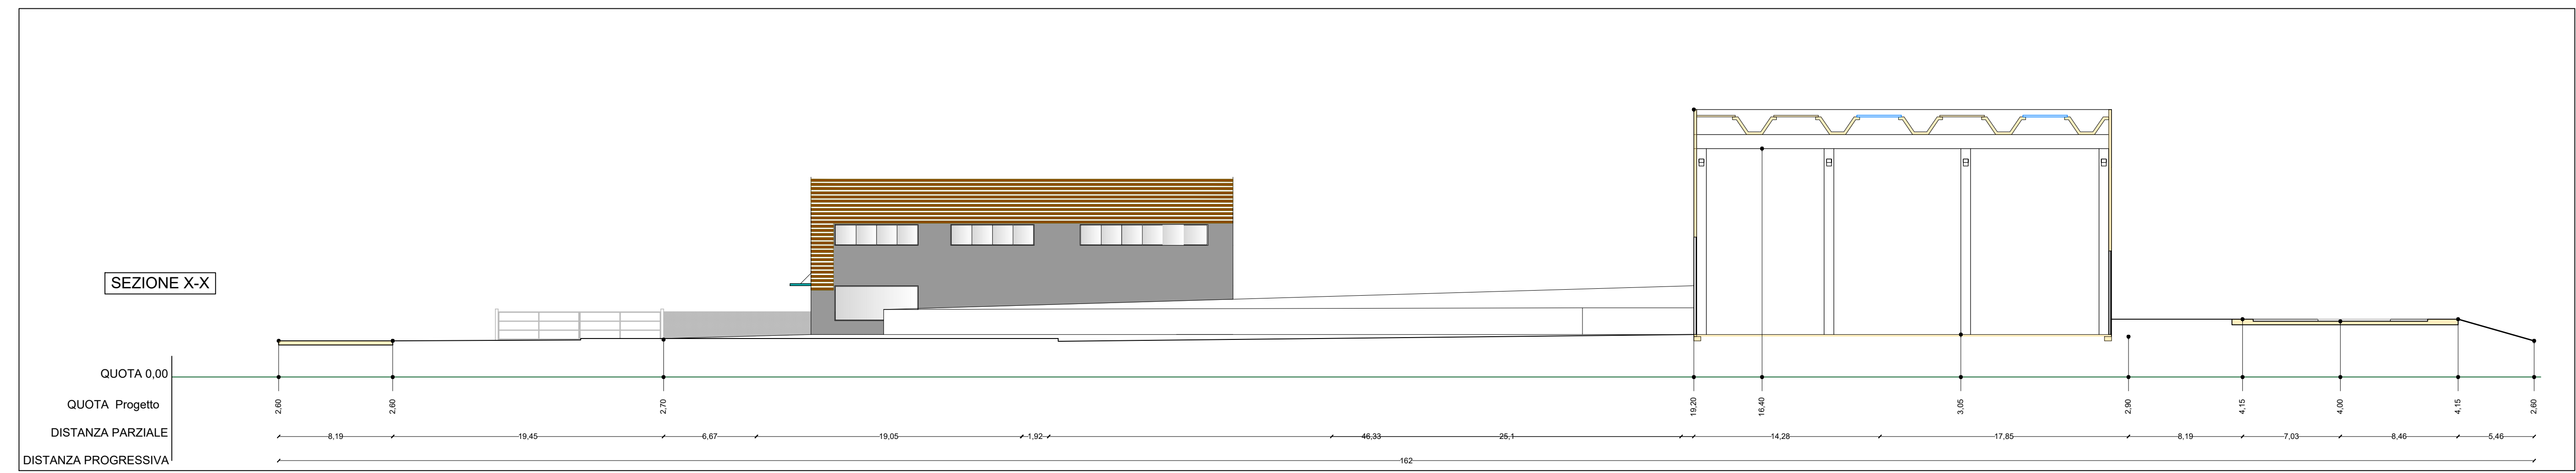 SEZIONE X-X
QUOTA 0,00
QUOTA Progetto
2,60 2,60 2,70 19,20 16,40 3,05 2,90 4,15 4,00 4,15 2,60
DISTANZA PARZIALE
8,19 19,45 6,67 19,05 1,92 46,33 25,1 14,28 17,85 8,19 7,03 8,46 5,46
DISTANZA PROGRESSIVA
162